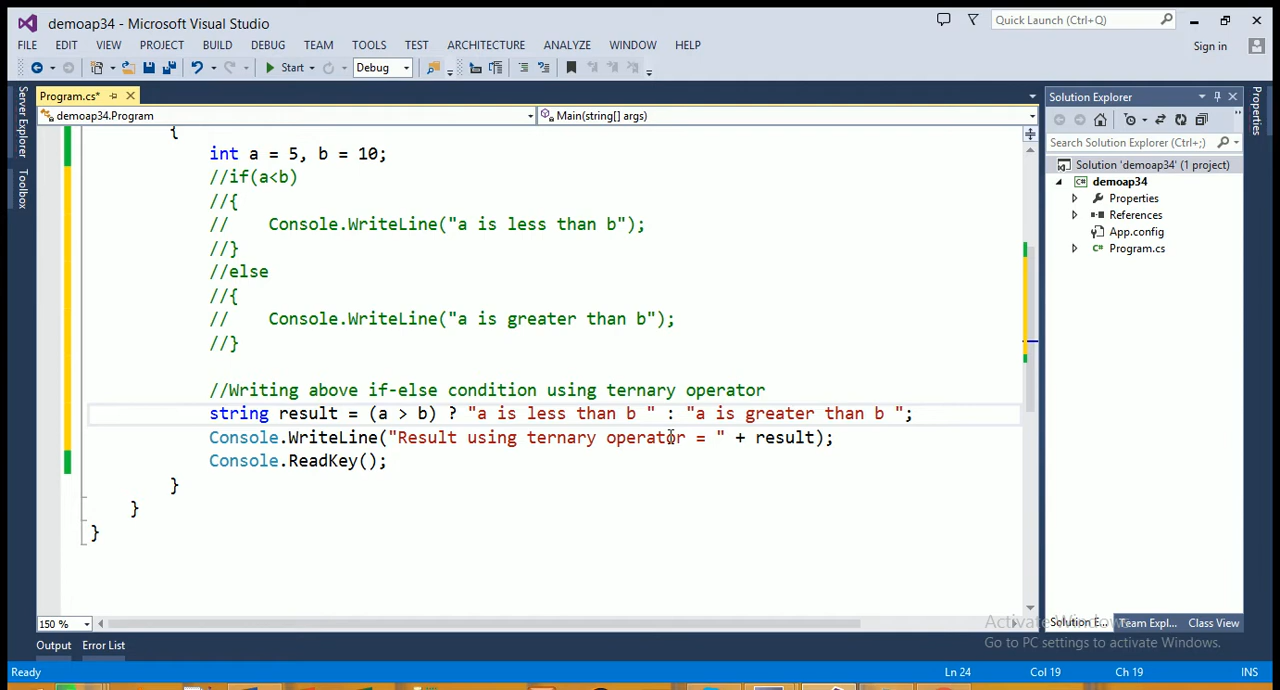 demoap34 - Microsoft Visual Studio
Quick Launch (Ctrl+Q)
FILE EDIT VIEW PROJECT BUILD DEBUG TEAM TOOLS TEST ARCHITECTURE ANALYZE WINDOW HELP
Sign in
Start Debug
Server Explorer
Toolbox
Program.cs*
demoap34.Program
Main(string[] args)
{
int a = 5, b = 10;
//if(a<b)
//{
//    Console.WriteLine("a is less than b");
//}
//else
//{
//    Console.WriteLine("a is greater than b");
//}
//Writing above if-else condition using ternary operator
string result = (a > b) ? "a is less than b " : "a is greater than b ";
Console.WriteLine("Result using ternary operator = " + result);
Console.ReadKey();
}
}
}
150 %
Solution Explorer
Search Solution Explorer (Ctrl+;)
Solution 'demoap34' (1 project)
demoap34
Properties
References
App.config
Program.cs
Properties
Solution E... Team Expl... Class View
Activate Windows
Go to PC settings to activate Windows.
Output Error List
Ready Ln 24 Col 19 Ch 19 INS